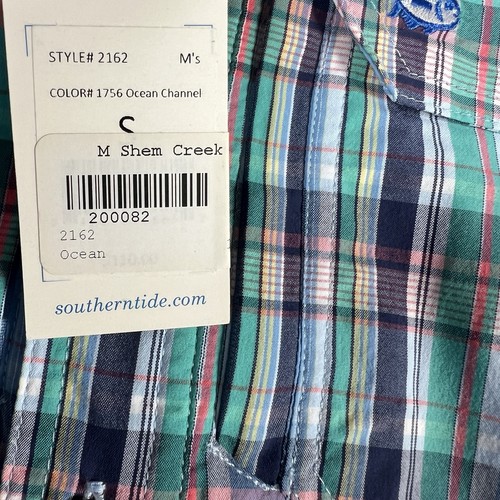 STYLE# 2162 M's
COLOR# 1756 Ocean Channel
S
M Shem Creek
200082
2162
Ocean
southerntide.com